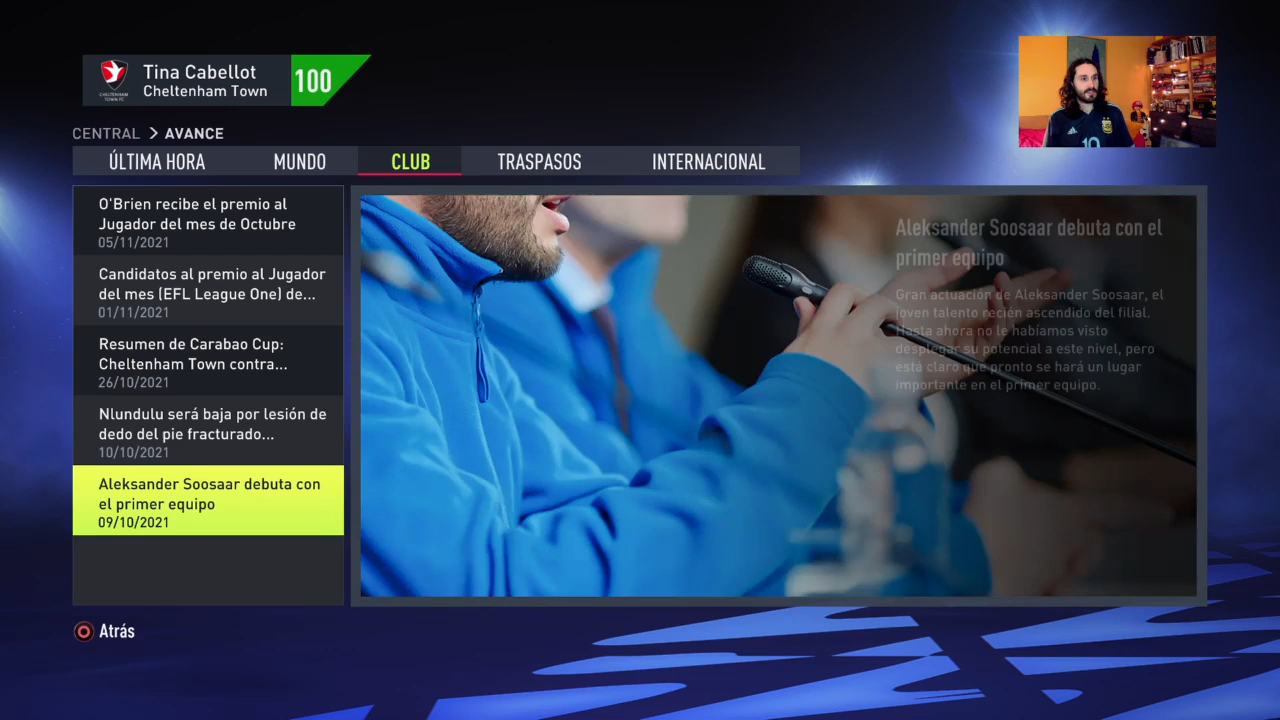 Tina Cabellot
Cheltenham Town
100
CHELTENHAM
TOWN FC
CENTRAL > AVANCE
ÚLTIMA HORA
MUNDO
CLUB
TRASPASOS
INTERNACIONAL
O'Brien recibe el premio al
Jugador del mes de Octubre
05/11/2021
Candidatos al premio al Jugador
del mes (EFL League One) de...
01/11/2021
Resumen de Carabao Cup:
Cheltenham Town contra...
26/10/2021
Nlundulu será baja por lesión de
dedo del pie fracturado...
10/10/2021
Aleksander Soosaar debuta con
el primer equipo
09/10/2021
Aleksander Soosaar debuta con el
primer equipo
Gran actuación de Aleksander Soosaar, el
joven talento recién ascendido del filial.
Hasta ahora no le habíamos visto
desplegar su potencial a este nivel, pero
está claro que pronto se hará un lugar
importante en el primer equipo.
Atrás
10